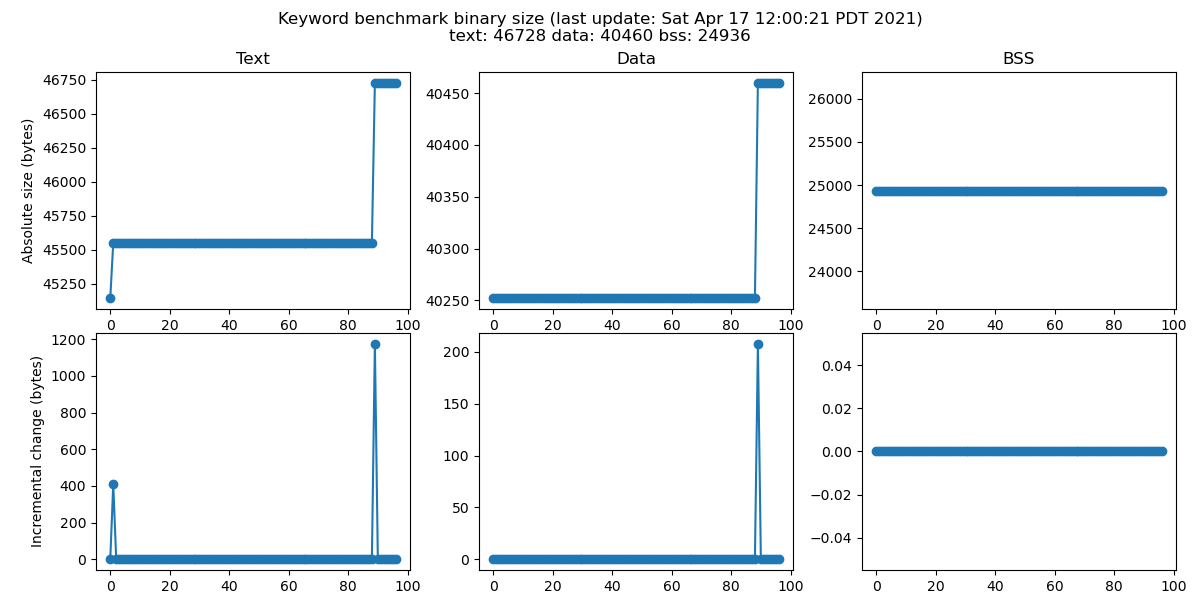 Keyword benchmark binary size (last update: Sat Apr 17 12:00:21 PDT 2021)
text: 46728 data: 40460 bss: 24936
Text
Absolute size (bytes)
46750
46500
46250
46000
45750
45500
45250
0 20 40 60 80 100
Data
40450
40400
40350
40300
40250
0 20 40 60 80 100
BSS
26000
25500
25000
24500
24000
0 20 40 60 80 100
Incremental change (bytes)
1200
1000
800
600
400
200
0
0 20 40 60 80 100
200
150
100
50
0
0 20 40 60 80 100
0.04
0.02
0.00
−0.02
−0.04
0 20 40 60 80 100